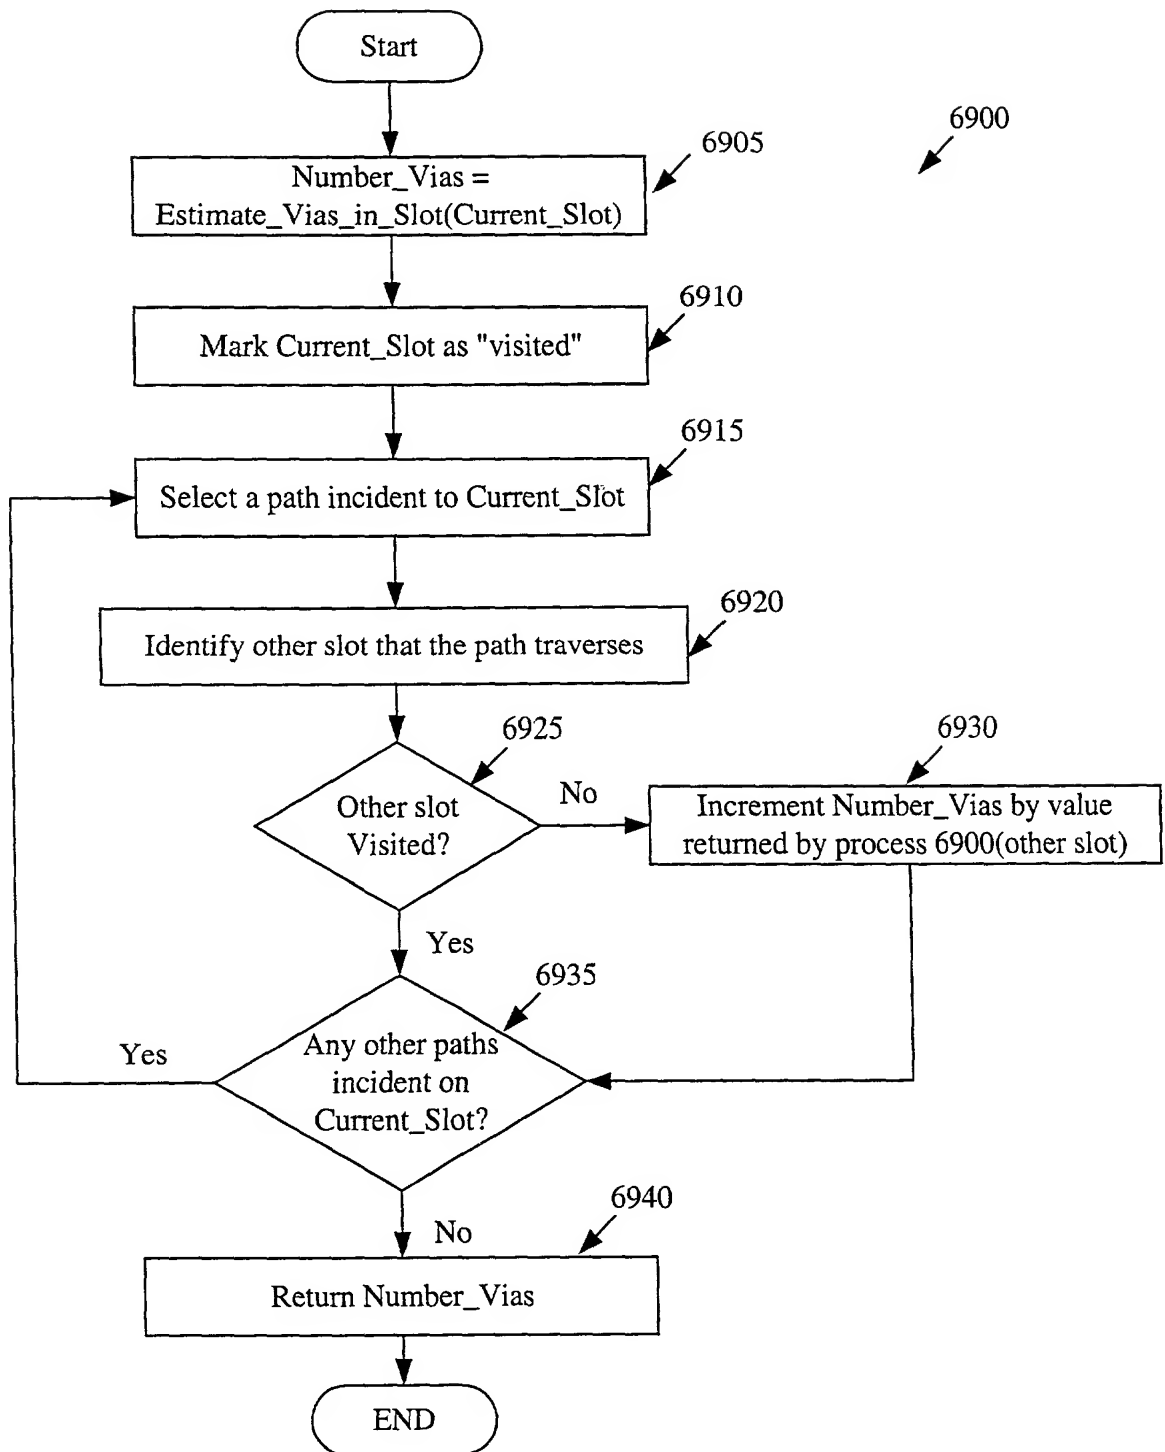 Start
6900
6905
Number_Vias =
Estimate_Vias_in_Slot(Current_Slot)
6910
Mark Current_Slot as "visited"
6915
Select a path incident to Current_Slot
6920
Identify other slot that the path traverses
6925
Other slot
Visited?
No
6930
Increment Number_Vias by value
returned by process 6900(other slot)
Yes
6935
Any other paths
incident on
Current_Slot?
Yes
No
6940
Return Number_Vias
END